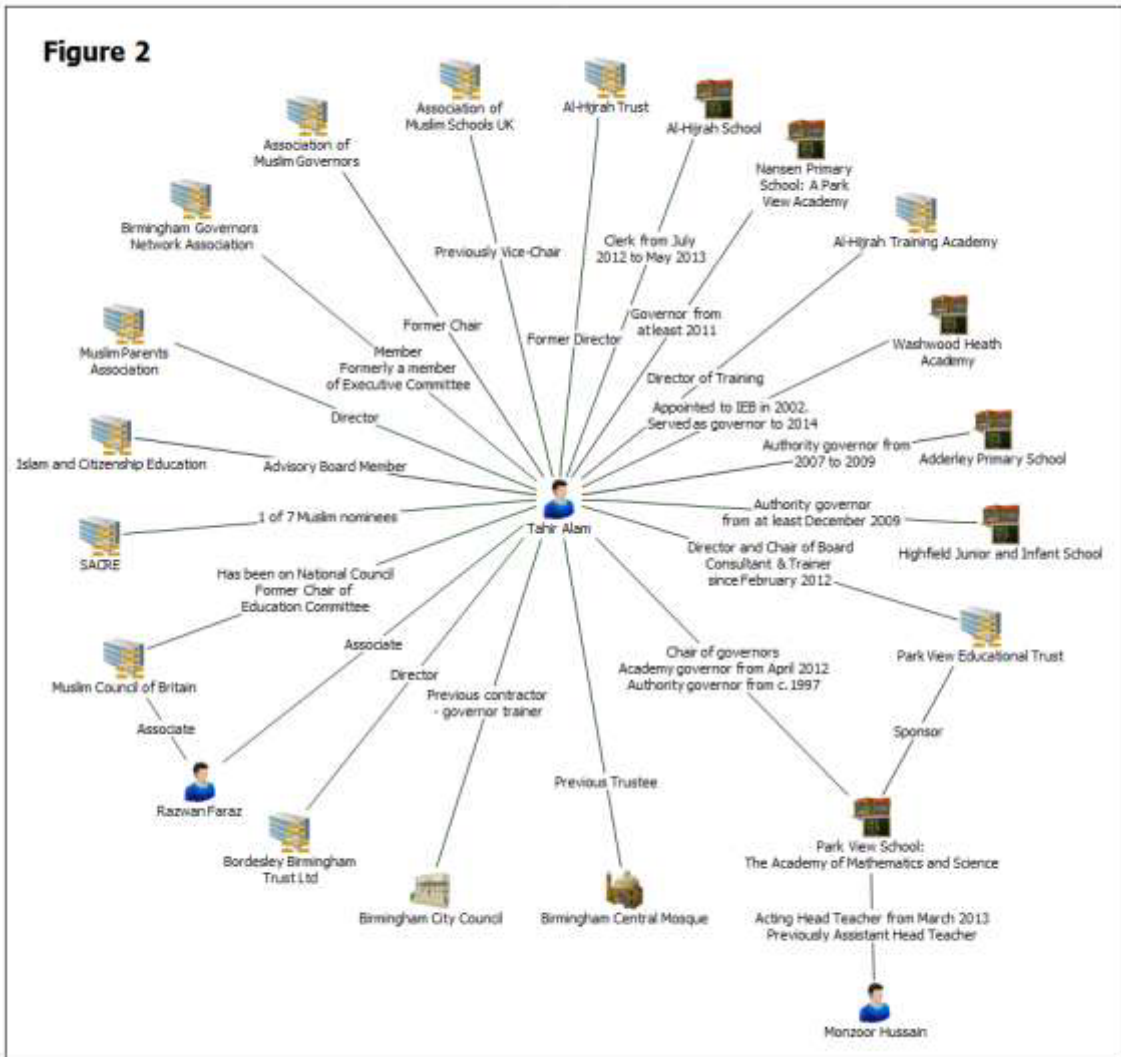 Figure 2
Association of
Muslim Schools UK
Al-Hijrah Trust
Al-Hijrah School
Association of
Muslim Governors
Nansen Primary
School: A Park
View Academy
Birmingham Governors
Network Association
Al-Hijrah Training Academy
Previously Vice-Chair
Clerk from July
2012 to May 2013
Muslim Parents
Association
Former Chair
Governor from
at least 2011
Former Director
Washwood Heath
Academy
Member
Formerly a member
of Executive Committee
Director of Training
Director
Appointed to IEB in 2002.
Served as governor to 2014
Islam and Citizenship Education
Advisory Board Member
Authority governor from
2007 to 2009
Adderley Primary School
Tahir Alam
SACRE
1 of 7 Muslim nominees
Authority governor
from at least December 2009
Highfield Junior and Infant School
Has been on National Council
Former Chair of
Education Committee
Director and Chair of Board
Consultant & Trainer
since February 2012
Muslim Council of Britain
Associate
Chair of governors
Academy governor from April 2012
Authority governor from c. 1997
Park View Educational Trust
Director
Previous contractor
- governor trainer
Associate
Sponsor
Razwan Faraz
Previous Trustee
Bordesley Birmingham
Trust Ltd
Park View School:
The Academy of Mathematics and Science
Birmingham City Council
Birmingham Central Mosque
Acting Head Teacher from March 2013
Previously Assistant Head Teacher
Monzoor Hussain